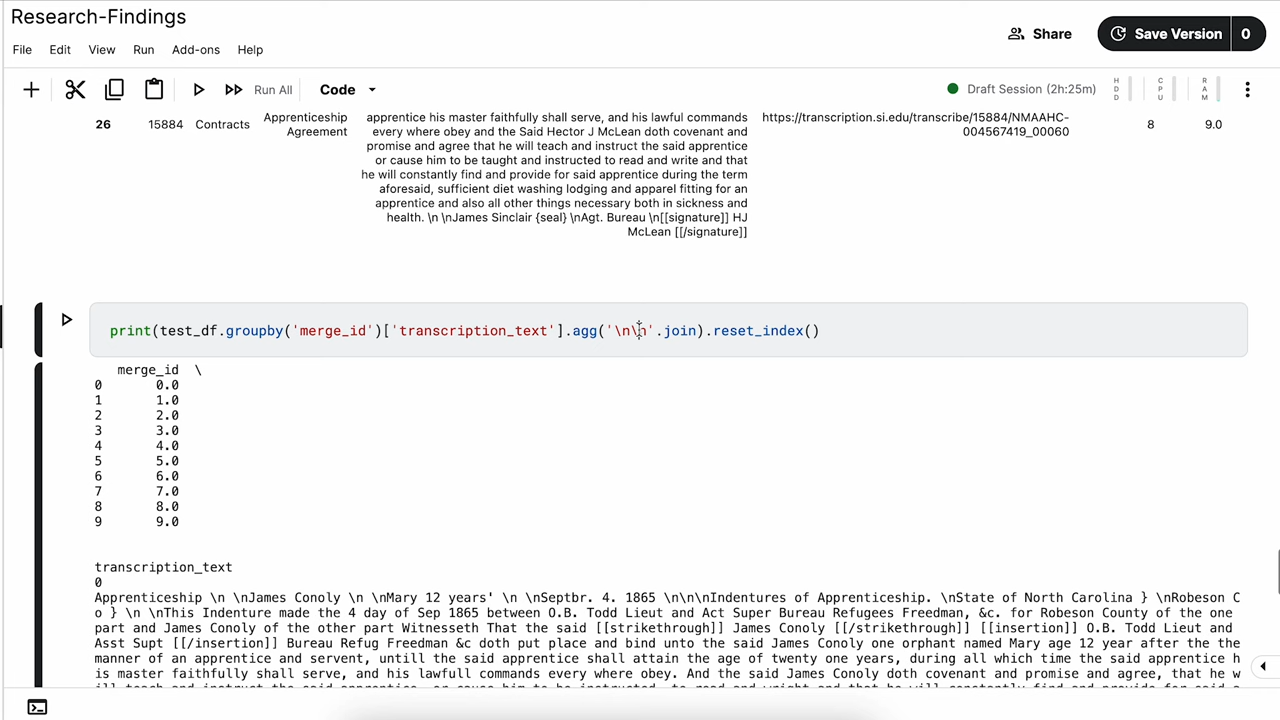 Research-Findings
Share
Save Version
0
File Edit View Run Add-ons Help
Run All
Code
Draft Session (2h:25m)
HDD
CPU
RAM
26 15884 Contracts Apprenticeship Agreement
apprentice his master faithfully shall serve, and his lawful commands
every where obey and the Said Hector J McLean doth covenant and
promise and agree that he will teach and instruct the said apprentice
or cause him to be taught and instructed to read and write and that
he will constantly find and provide for said apprentice during the term
aforesaid, sufficient diet washing lodging and apparel fitting for an
apprentice and also all other things necessary both in sickness and
health. \n \nJames Sinclair {seal} \nAgt. Bureau \n[[signature]] HJ
McLean [[/signature]]
https://transcription.si.edu/transcribe/15884/NMAAHC-
004567419_00060
8 9.0
print(test_df.groupby('merge_id')['transcription_text'].agg('\n\n'.join).reset_index()
merge_id \
0 0.0
1 1.0
2 2.0
3 3.0
4 4.0
5 5.0
6 6.0
7 7.0
8 8.0
9 9.0
transcription_text
0
Apprenticeship \n \nJames Conoly \n \nMary 12 years' \n \nSeptbr. 4. 1865 \n\n\nIndentures of Apprenticeship. \nState of North Carolina } \nRobeson C
o } \n \nThis Indenture made the 4 day of Sep 1865 between O.B. Todd Lieut and Act Super Bureau Refugees Freedman, &c. for Robeson County of the one
part and James Conoly of the other part Witnesseth That the said [[strikethrough]] James Conoly [[/strikethrough]] [[insertion]] O.B. Todd Lieut and
Asst Supt [[/insertion]] Bureau Refug Freedman &c doth put place and bind unto the said James Conoly one orphant named Mary age 12 year after the the
manner of an apprentice and servent, untill the said apprentice shall attain the age of twenty one years, during all which time the said apprentice h
is master faithfully shall serve, and his lawfull commands every where obey. And the said James Conoly doth covenant and promise and agree, that he w